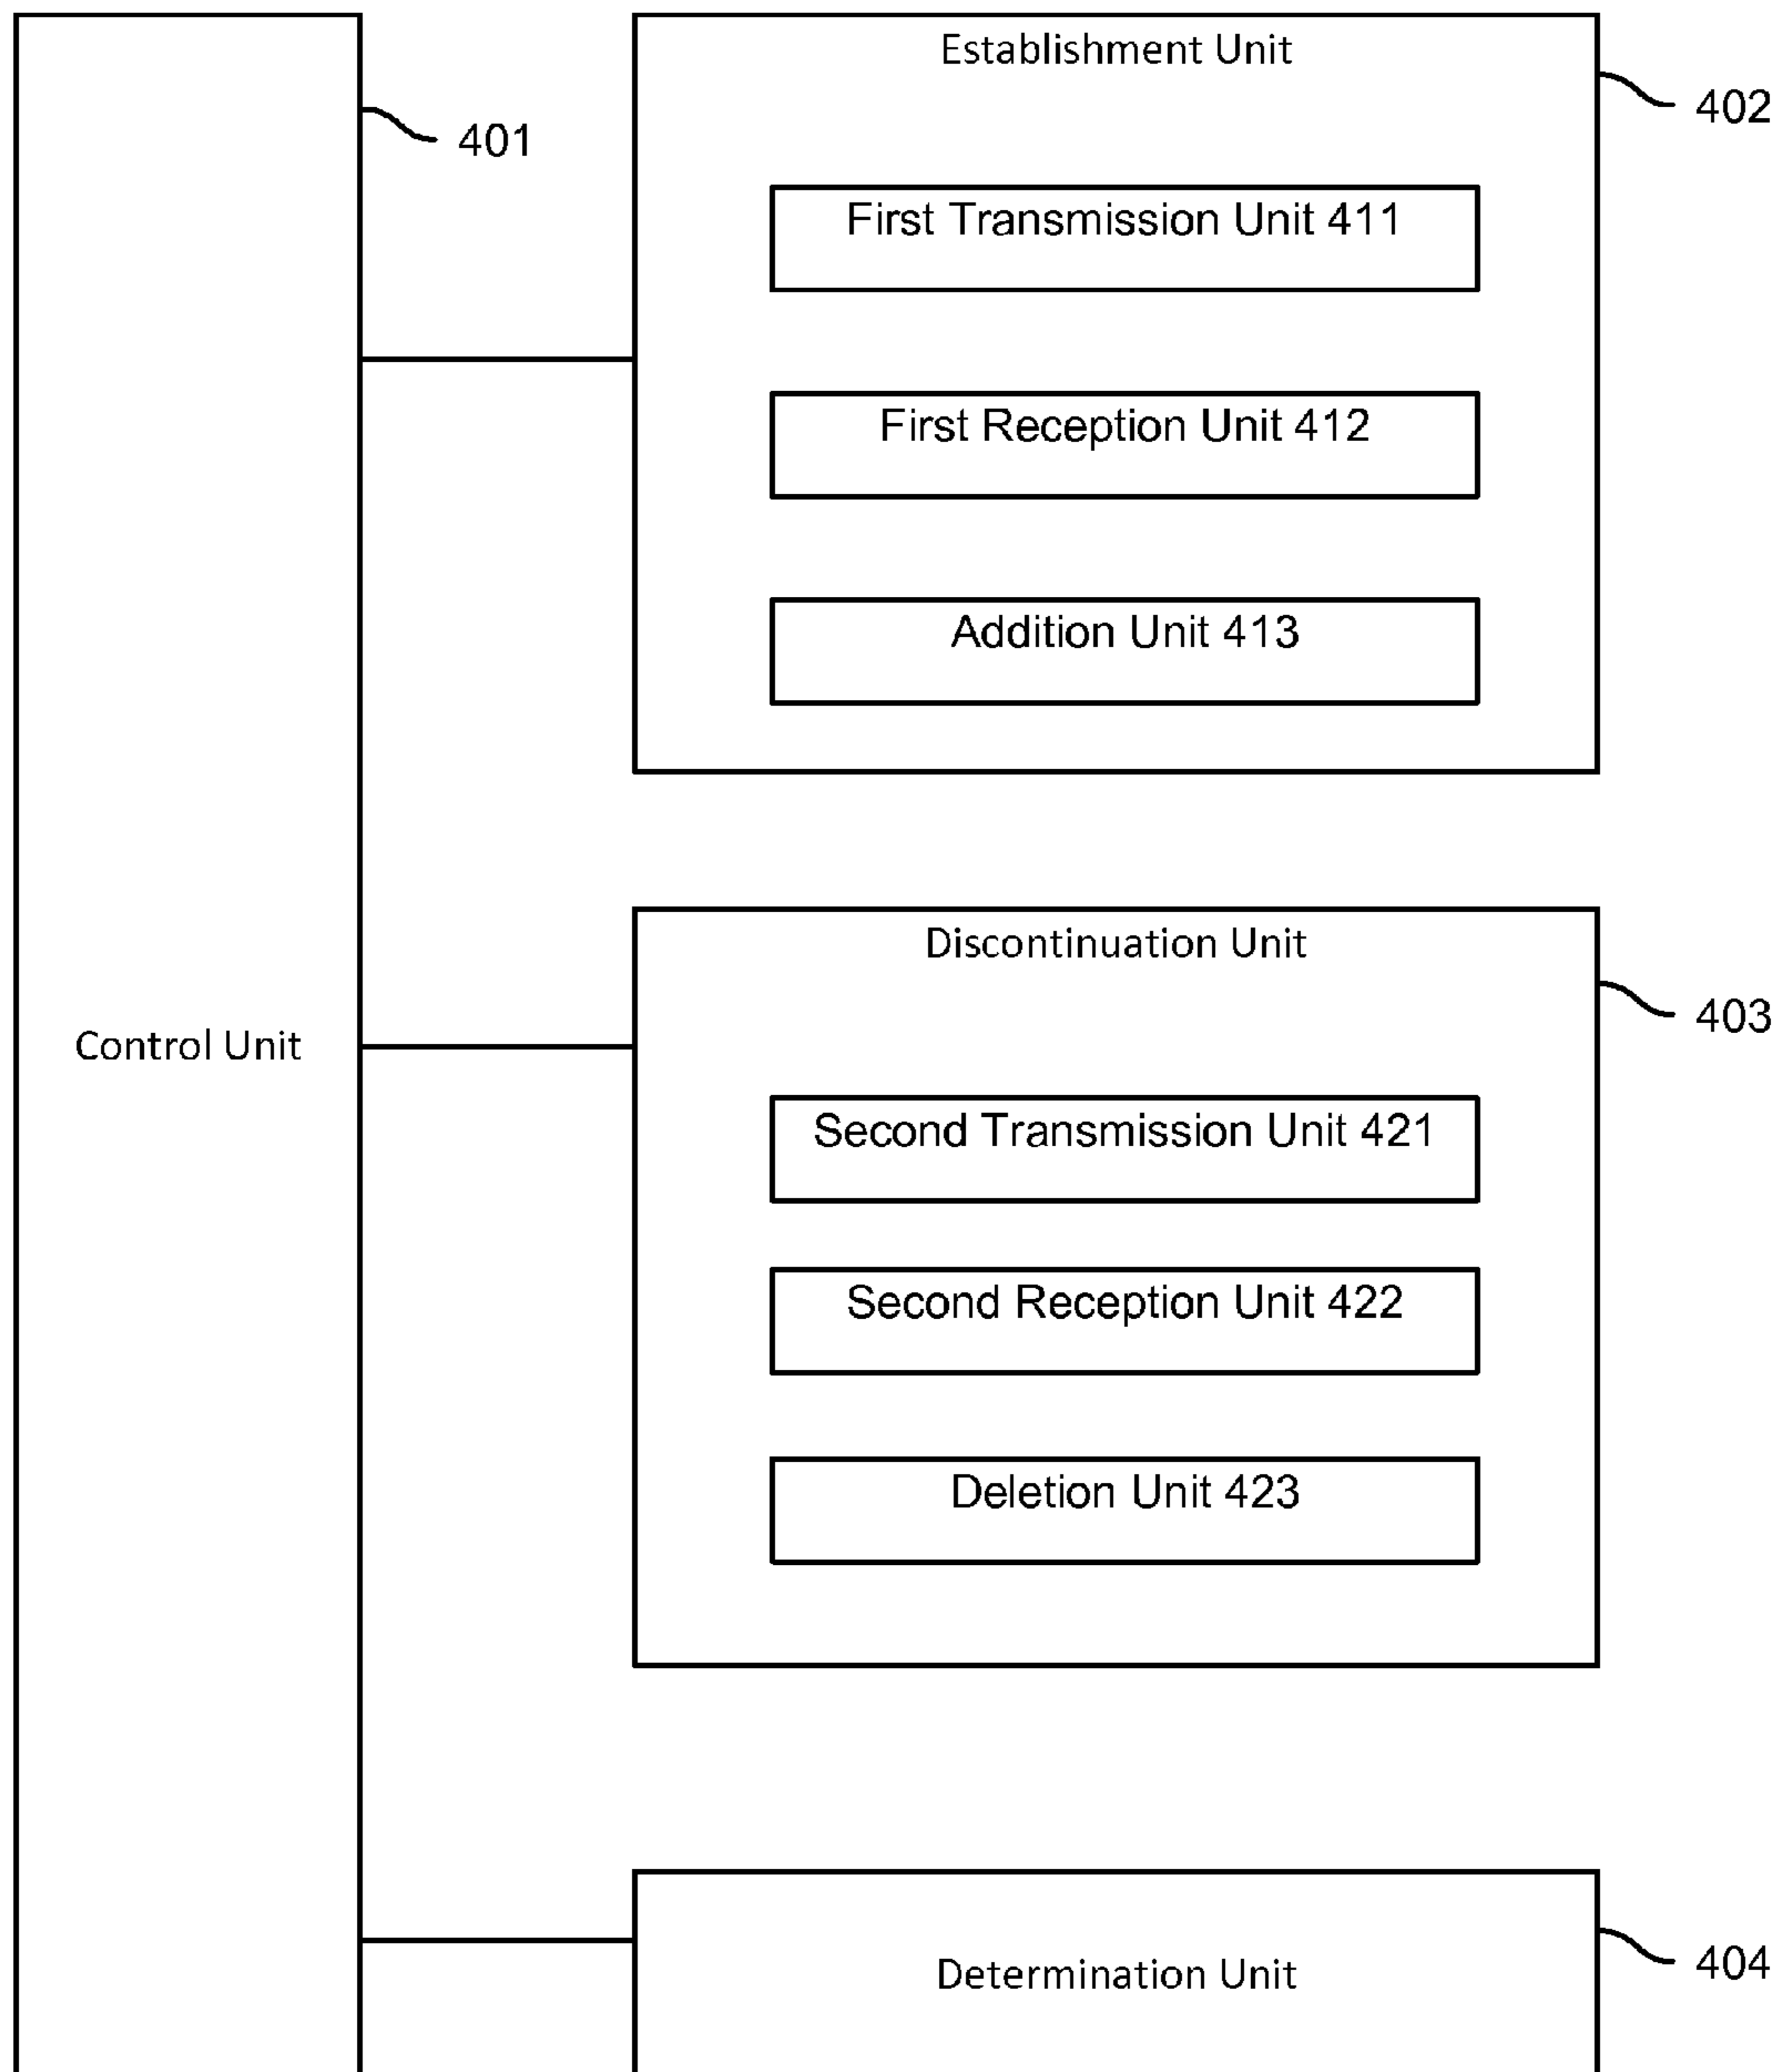 Establishment Unit
402
401
First Transmission Unit 411
First Reception Unit 412
Addition Unit 413
Discontinuation Unit
403
Control Unit
Second Transmission Unit 421
Second Reception Unit 422
Deletion Unit 423
Determination Unit
404